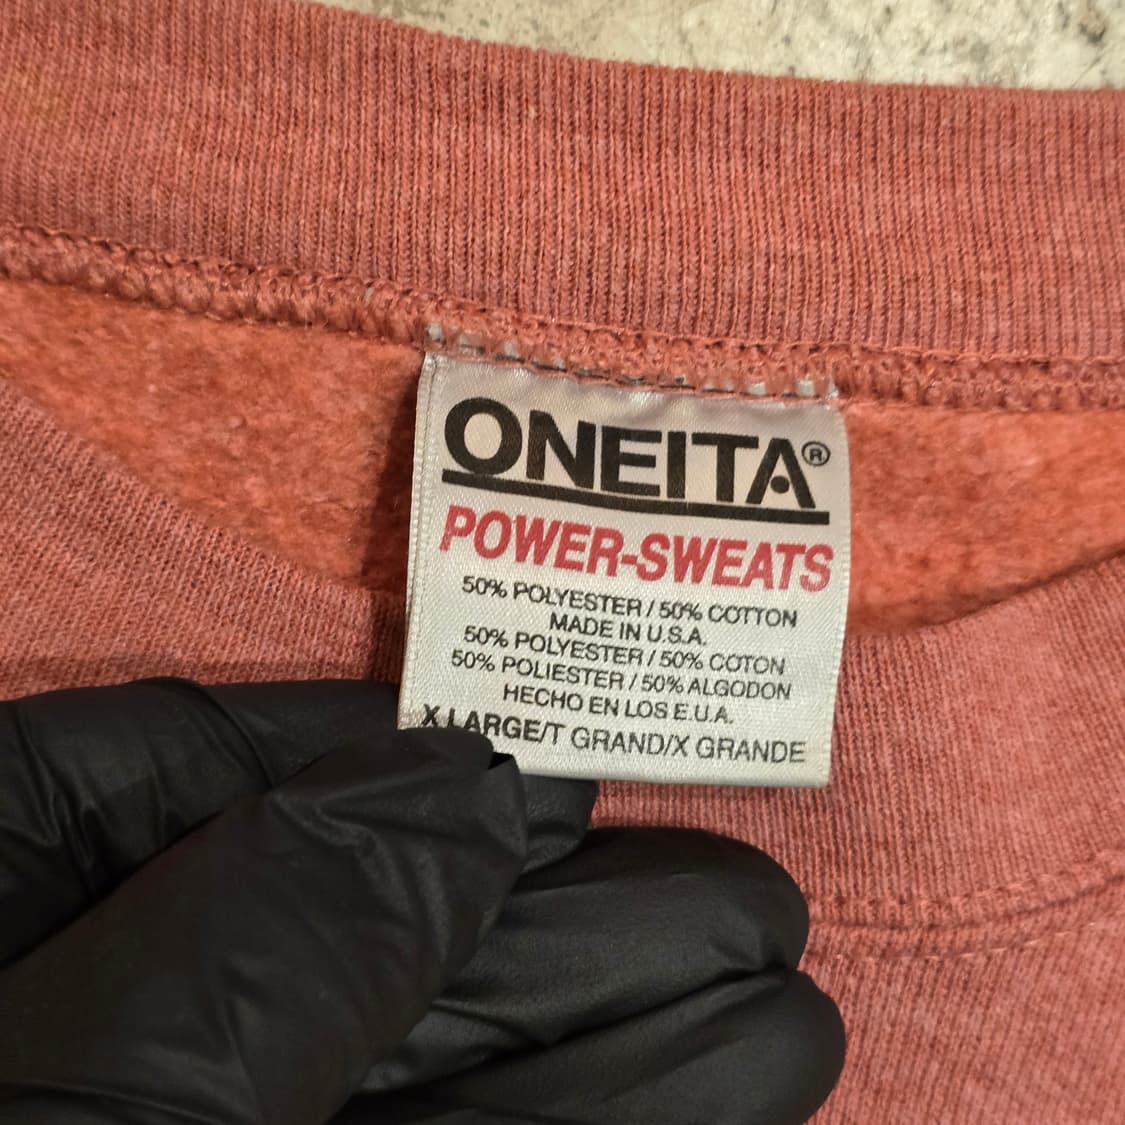 ONEITA®
POWER-SWEATS
50% POLYESTER / 50% COTTON
MADE IN U.S.A.
50% POLYESTER / 50% COTON
50% POLIESTER / 50% ALGODON
HECHO EN LOS E.U.A.
X LARGE/T GRAND/X GRANDE